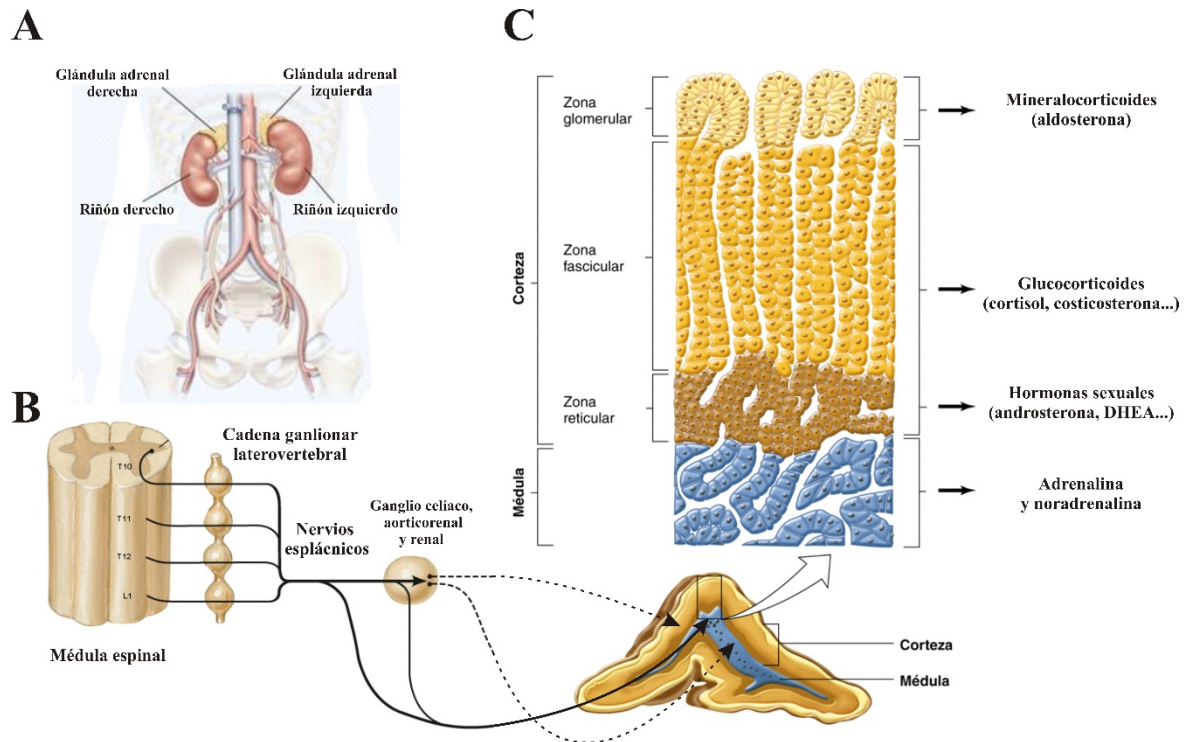 A
Glándula adrenal
derecha
Glándula adrenal
izquierda
Riñón derecho
Riñón izquierdo
B
Cadena ganlionar
laterovertebral
T10
T11
T12
L1
Nervios
esplácnicos
Ganglio celíaco,
aorticorenal
y renal
Médula espinal
C
Corteza
Médula
Zona
glomerular
Zona
fascicular
Zona
reticular
Mineralocorticoides
(aldosterona)
Glucocorticoides
(cortisol, costicosterona...)
Hormonas sexuales
(androsterona, DHEA...)
Adrenalina
y noradrenalina
Corteza
Médula